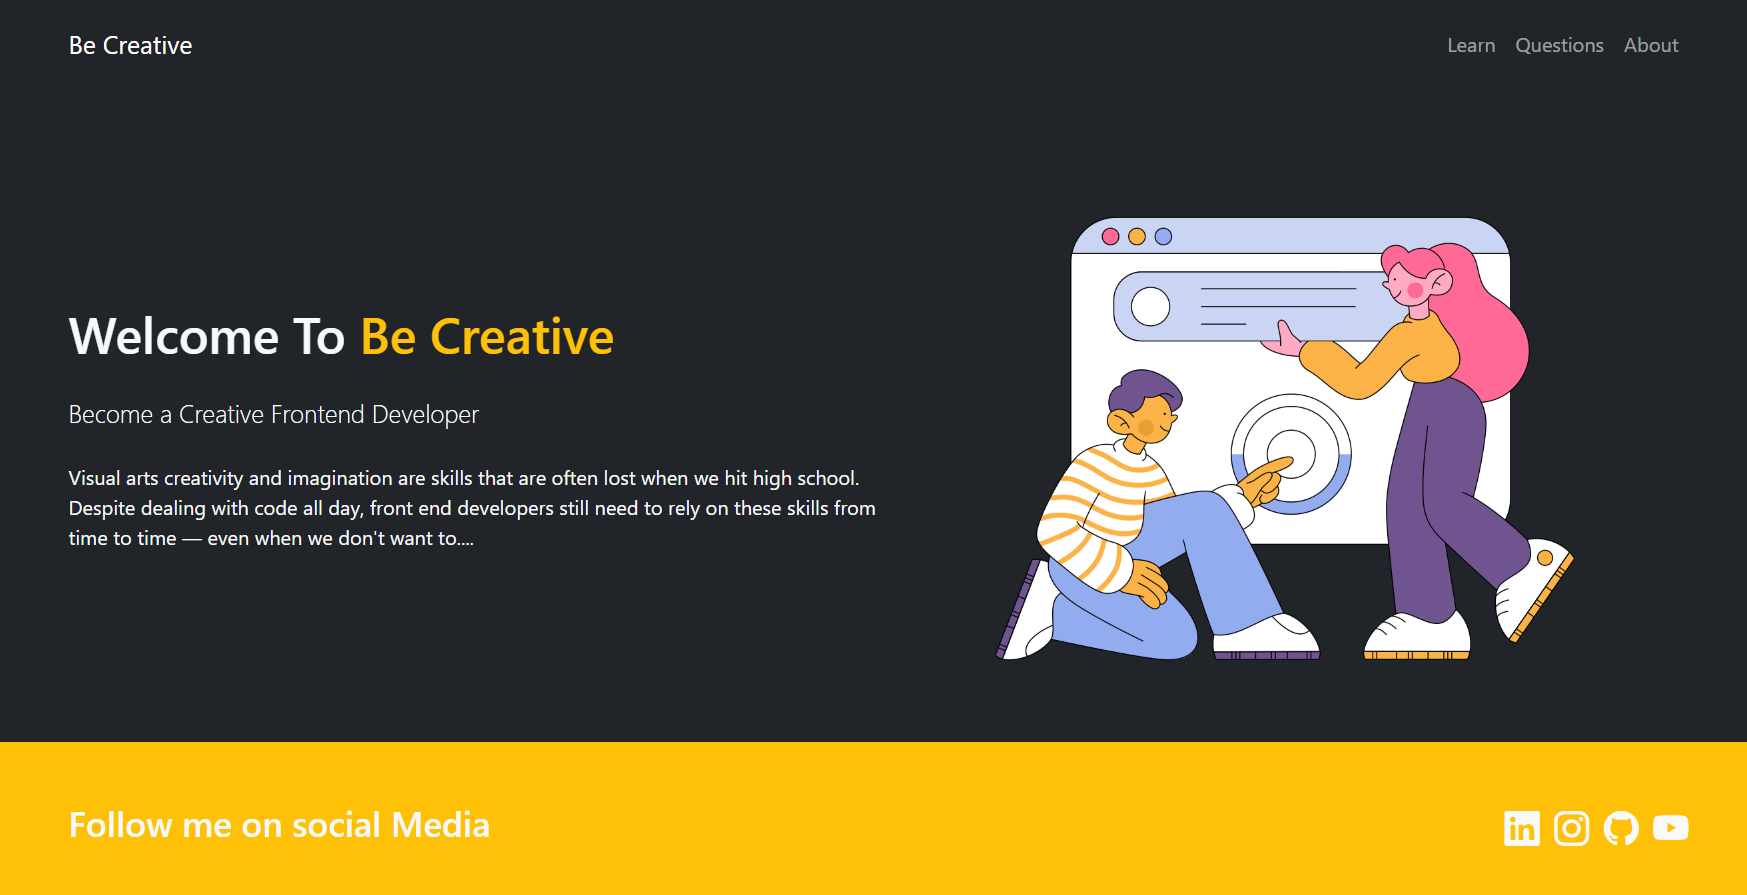 Be Creative
Learn Questions About
Welcome To Be Creative
Become a Creative Frontend Developer
Visual arts creativity and imagination are skills that are often lost when we hit high school.
Despite dealing with code all day, front end developers still need to rely on these skills from
time to time — even when we don't want to....
Follow me on social Media
in